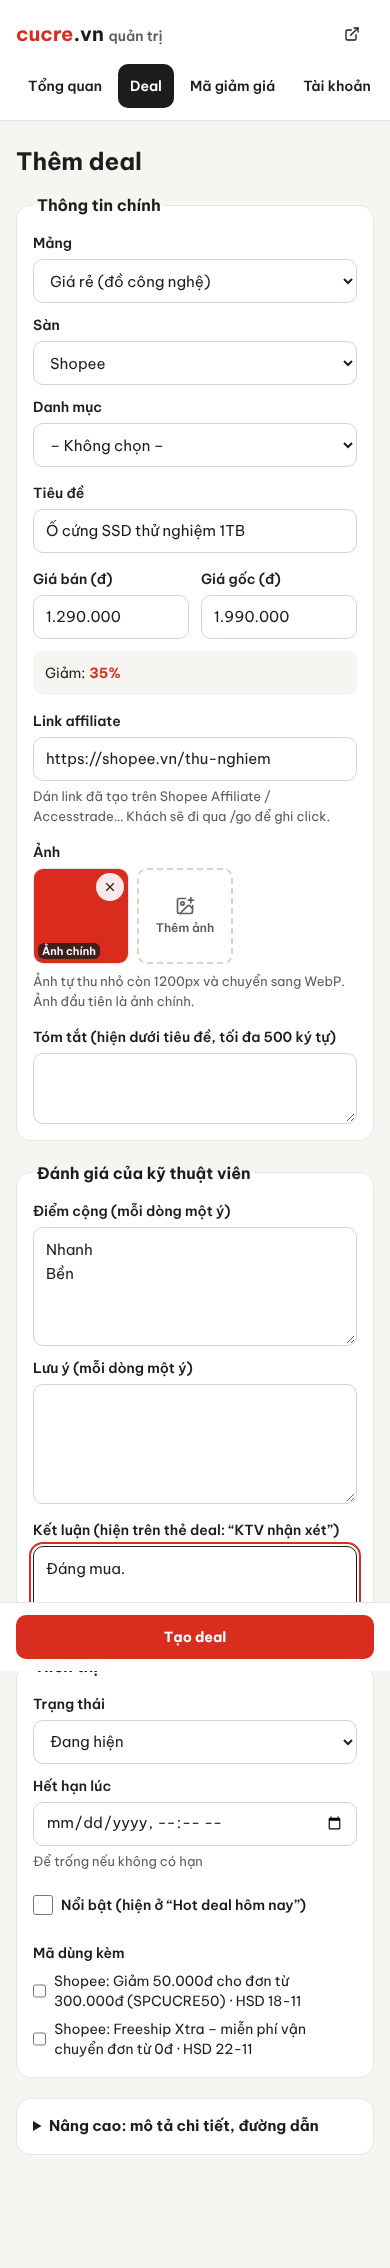 cucre.vn quản trị
Tổng quan
Deal
Mã giảm giá
Tài khoản
Thêm deal
Thông tin chính
Mảng
Giá rẻ (đồ công nghệ)
Sàn
Shopee
Danh mục
– Không chọn –
Tiêu đề
Ổ cứng SSD thử nghiệm 1TB
Giá bán (đ)
Giá gốc (đ)
1.290.000
1.990.000
Giảm: 35%
Link affiliate
https://shopee.vn/thu-nghiem
Dán link đã tạo trên Shopee Affiliate /
Accesstrade... Khách sẽ đi qua /go để ghi click.
Ảnh
Ảnh chính
Thêm ảnh
Ảnh tự thu nhỏ còn 1200px và chuyển sang WebP.
Ảnh đầu tiên là ảnh chính.
Tóm tắt (hiện dưới tiêu đề, tối đa 500 ký tự)
Đánh giá của kỹ thuật viên
Điểm cộng (mỗi dòng một ý)
Nhanh
Bền
Lưu ý (mỗi dòng một ý)
Kết luận (hiện trên thẻ deal: “KTV nhận xét”)
Đáng mua.
Tạo deal
Trạng thái
Đang hiện
Hết hạn lúc
mm/dd/yyyy, --:-- --
Để trống nếu không có hạn
Nổi bật (hiện ở “Hot deal hôm nay”)
Mã dùng kèm
Shopee: Giảm 50.000đ cho đơn từ
300.000đ (SPCUCRE50) · HSD 18-11
Shopee: Freeship Xtra – miễn phí vận
chuyển đơn từ 0đ · HSD 22-11
Nâng cao: mô tả chi tiết, đường dẫn